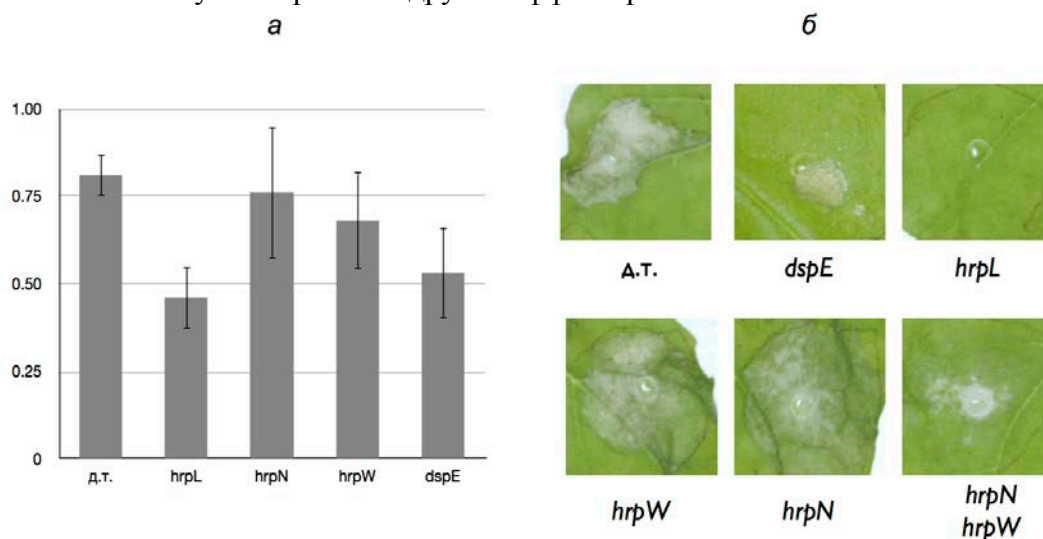 а
б
1.00
0.75
0.50
0.25
0
д.т.
hrpL
hrpN
hrpW
dspE
д.т.
dspE
hrpL
hrpW
hrpN
hrpN
hrpW